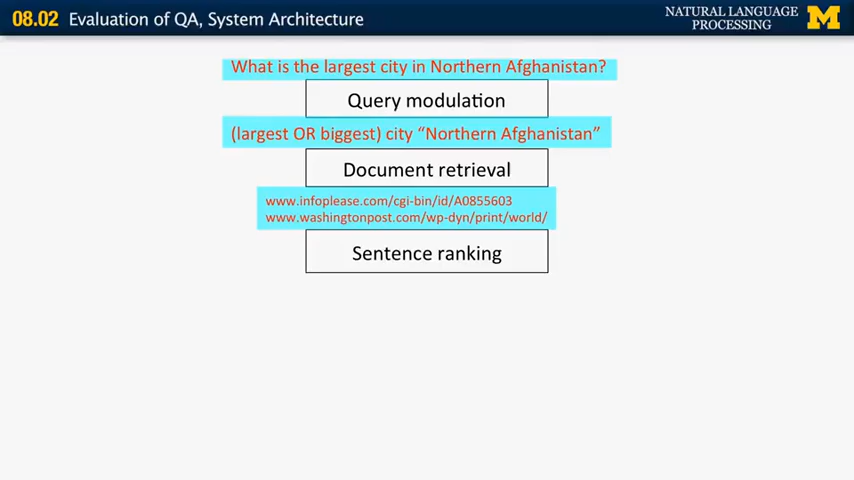 08.02 Evaluation of QA, System Architecture
NATURAL LANGUAGE
PROCESSING
M
What is the largest city in Northern Afghanistan?
Query modulation
(largest OR biggest) city “Northern Afghanistan”
Document retrieval
www.infoplease.com/cgi-bin/id/A0855603
www.washingtonpost.com/wp-dyn/print/world/
Sentence ranking